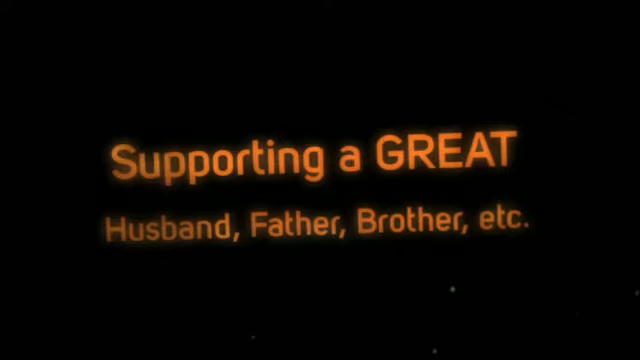 Supporting a GREAT
Husband, Father, Brother, etc.